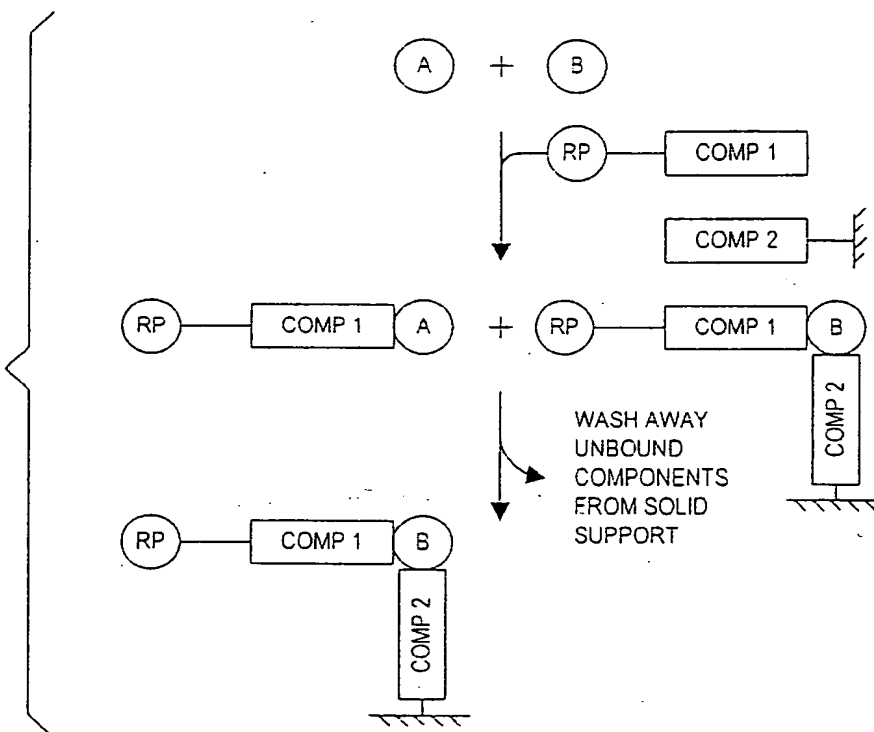 A + B
RP COMP 1
COMP 2
RP COMP 1 A + RP COMP 1 B
COMP 2
WASH AWAY
UNBOUND
COMPONENTS
FROM SOLID
SUPPORT
RP COMP 1 B
COMP 2